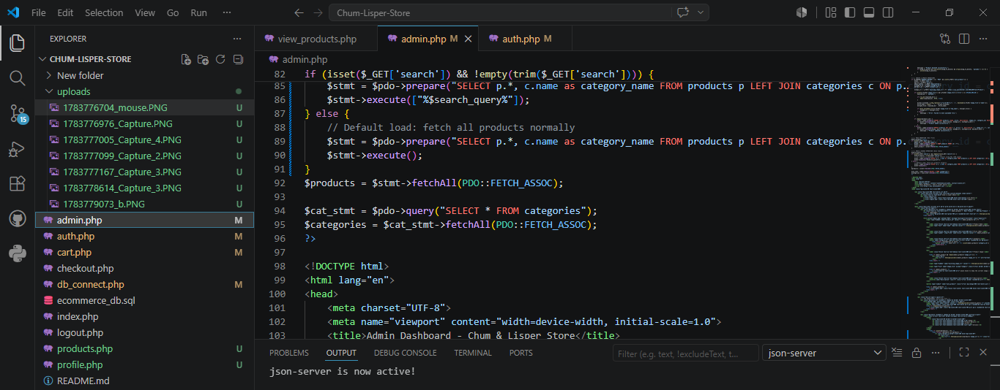 File Edit Selection View Go Run ··· Chum-Lisper-Store
EXPLORER ···
CHUM-LISPER-STORE
New folder
uploads
1783776704_mouse.PNG U
1783776976_Capture.PNG U
1783777005_Capture_4.PNG U
1783777099_Capture_2.PNG U
1783777167_Capture_3.PNG U
1783778614_Capture_3.PNG U
1783779073_b.PNG U
admin.php M
auth.php M
cart.php M
checkout.php
db_connect.php M
ecommerce_db.sql
index.php
logout.php
products.php U
profile.php U
README.md
15
view_products.php admin.php M auth.php M
admin.php
82 if (isset($_GET['search']) && !empty(trim($_GET['search']))) {
85 $stmt = $pdo->prepare("SELECT p.*, c.name as category_name FROM products p LEFT JOIN categories c ON p.
86 $stmt->execute(["%$search_query%"]);
87 } else {
88 // Default load: fetch all products normally
89 $stmt = $pdo->prepare("SELECT p.*, c.name as category_name FROM products p LEFT JOIN categories c ON p.
90 $stmt->execute();
91 }
92 $products = $stmt->fetchAll(PDO::FETCH_ASSOC);
93
94 $cat_stmt = $pdo->query("SELECT * FROM categories");
95 $categories = $cat_stmt->fetchAll(PDO::FETCH_ASSOC);
96 ?>
97
98 <!DOCTYPE html>
99 <html lang="en">
100 <head>
101 <meta charset="UTF-8">
102 <meta name="viewport" content="width=device-width, initial-scale=1.0">
103 <title>Admin Dashboard - Chum & Lisper Store</title>
PROBLEMS OUTPUT DEBUG CONSOLE TERMINAL PORTS Filter (e.g. text, !excludeText, t... json-server
json-server is now active!